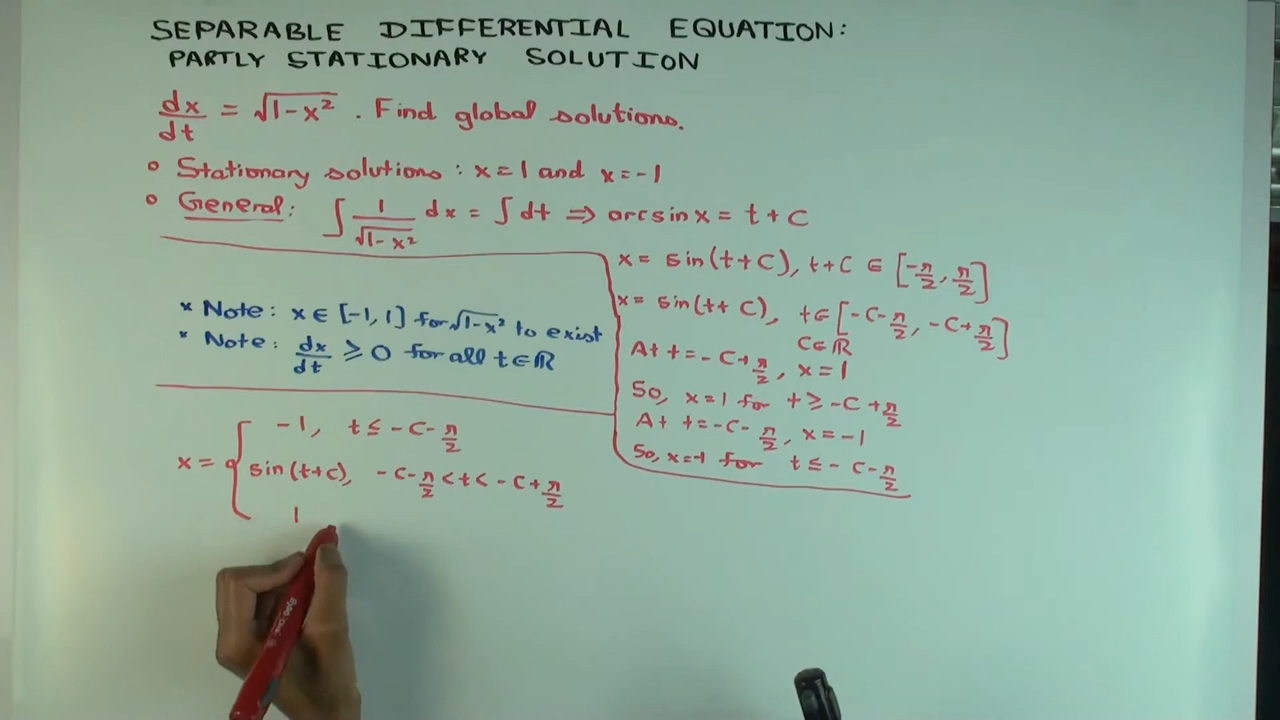 SEPARABLE DIFFERENTIAL EQUATION:
PARTLY STATIONARY SOLUTION
dx/dt = √(1-x²) . Find global solutions.
• Stationary solutions : x=1 and x=-1
• General: ∫ 1/√(1-x²) dx = ∫ dt ⇒ arcsin x = t + C
x = sin(t+C), t+C ∈ [-π/2, π/2]
x = sin(t+C), t ∈ [-C-π/2, -C+π/2]
C∈ℝ
At t = -C+π/2, x = 1
So, x=1 for t ≥ -C+π/2
At t = -C-π/2, x = -1
So, x=-1 for t ≤ -C-π/2
* Note: x ∈ [-1, 1] for √(1-x²) to exist
* Note: dx/dt ⩾ 0 for all t∈ℝ
x = { -1, t ≤ -C-π/2
sin(t+C), -C-π/2 < t < -C+π/2
1